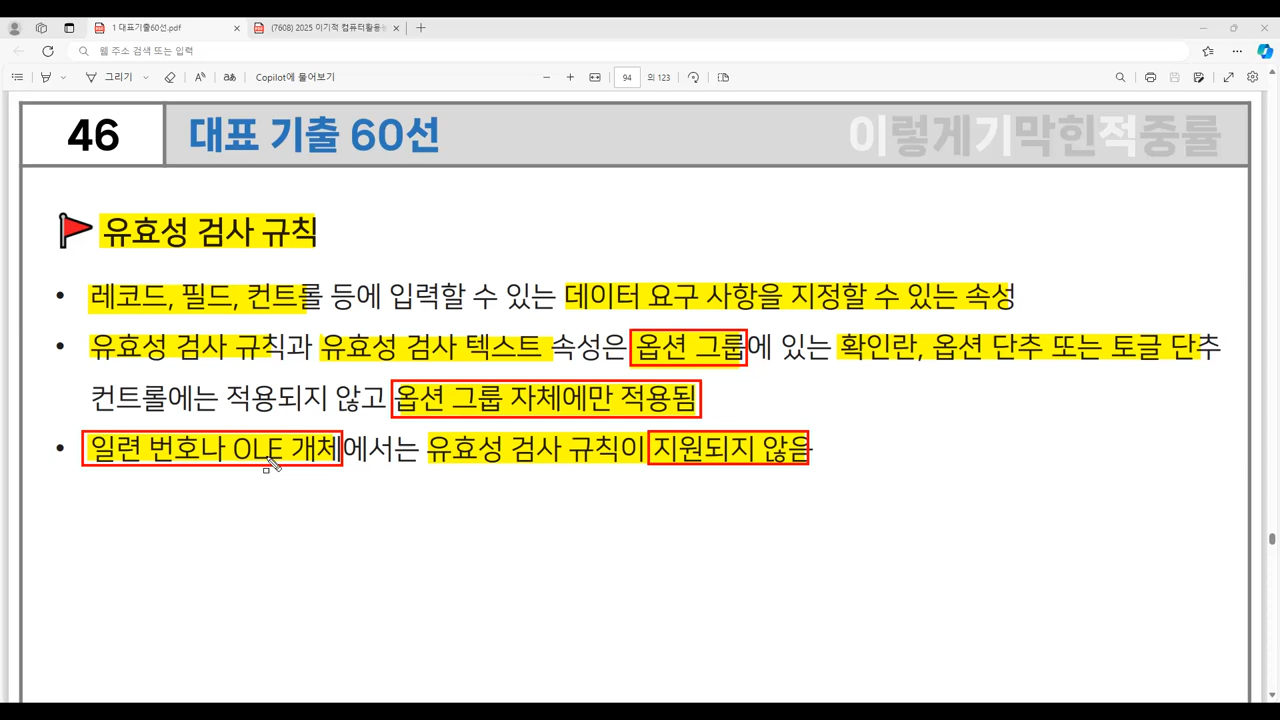 1 대표기출60선.pdf
(7608) 2025 이기적 컴퓨터활용능
웹 주소 검색 또는 입력
그리기
가あ
Copilot에 물어보기
94 의 123
46 대표 기출 60선 이렇게기막힌적중률
유효성 검사 규칙
• 레코드, 필드, 컨트롤 등에 입력할 수 있는 데이터 요구 사항을 지정할 수 있는 속성
• 유효성 검사 규칙과 유효성 검사 텍스트 속성은 옵션 그룹에 있는 확인란, 옵션 단추 또는 토글 단추
컨트롤에는 적용되지 않고 옵션 그룹 자체에만 적용됨
• 일련 번호나 OLE 개체에서는 유효성 검사 규칙이 지원되지 않음